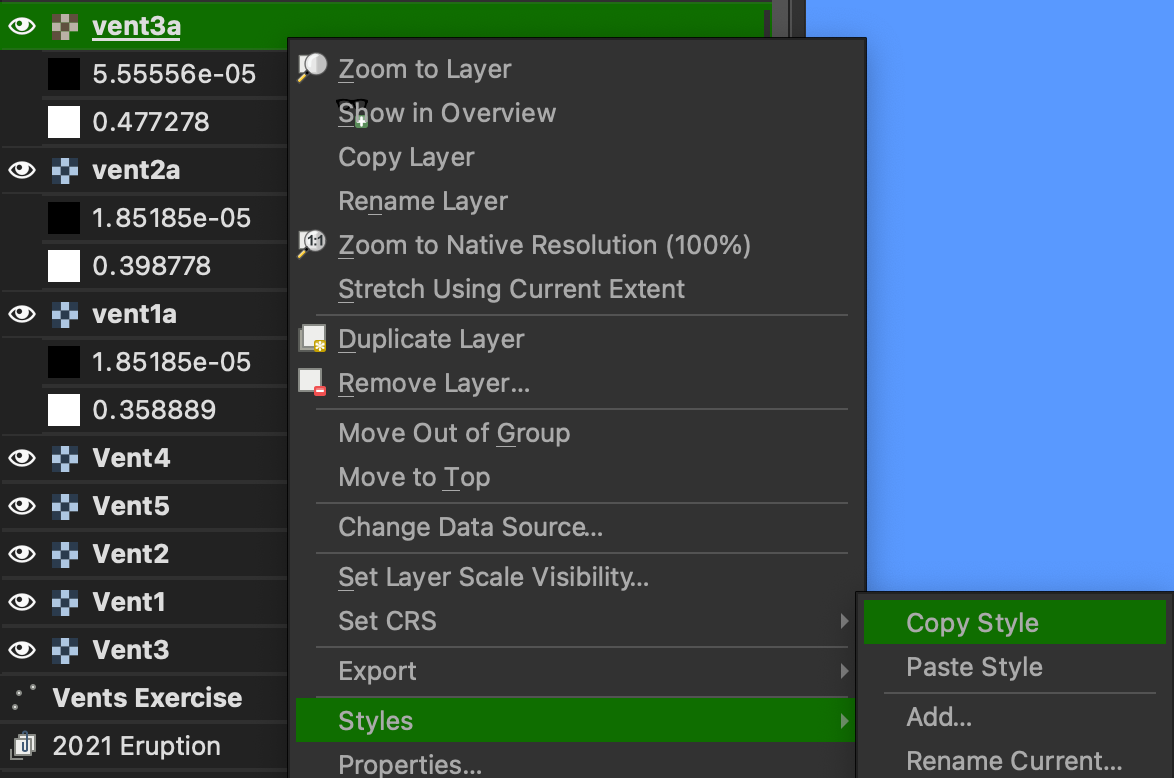 vent3a
5.55556e-05
0.477278
vent2a
1.85185e-05
0.398778
vent1a
1.85185e-05
0.358889
Vent4
Vent5
Vent2
Vent1
Vent3
Vents Exercise
2021 Eruption
Zoom to Layer
Show in Overview
Copy Layer
Rename Layer
1:1
Zoom to Native Resolution (100%)
Stretch Using Current Extent
Duplicate Layer
Remove Layer...
Move Out of Group
Move to Top
Change Data Source...
Set Layer Scale Visibility...
Set CRS
Export
Styles
Properties...
Copy Style
Paste Style
Add...
Rename Current...